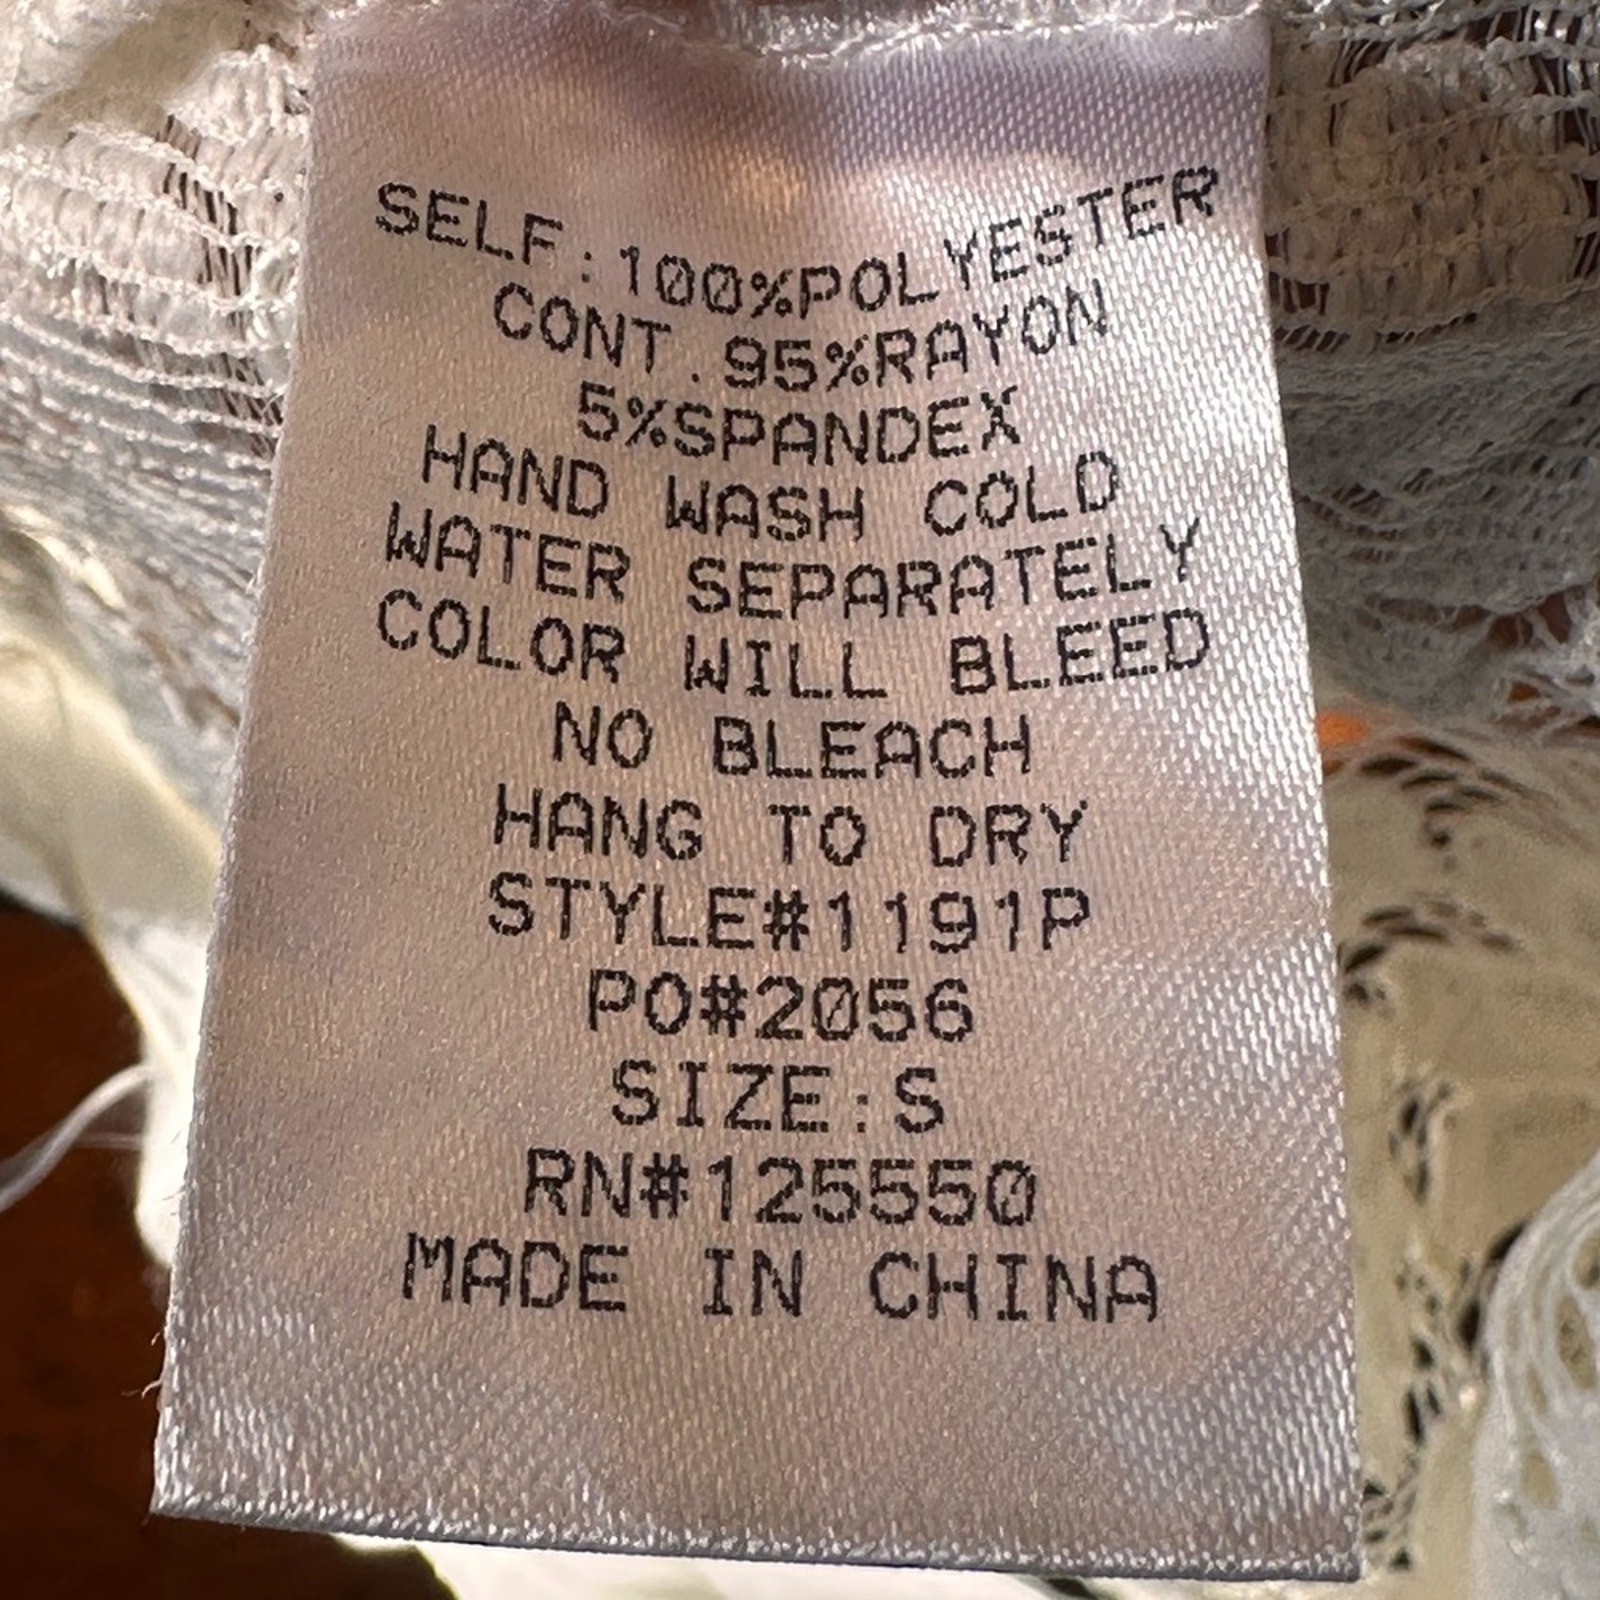 SELF:100%POLYESTER
CONT.95%RAYON
5%SPANDEX
HAND WASH COLD
WATER SEPARATELY
COLOR WILL BLEED
NO BLEACH
HANG TO DRY
STYLE#1191P
PO#2056
SIZE:S
RN#125550
MADE IN CHINA